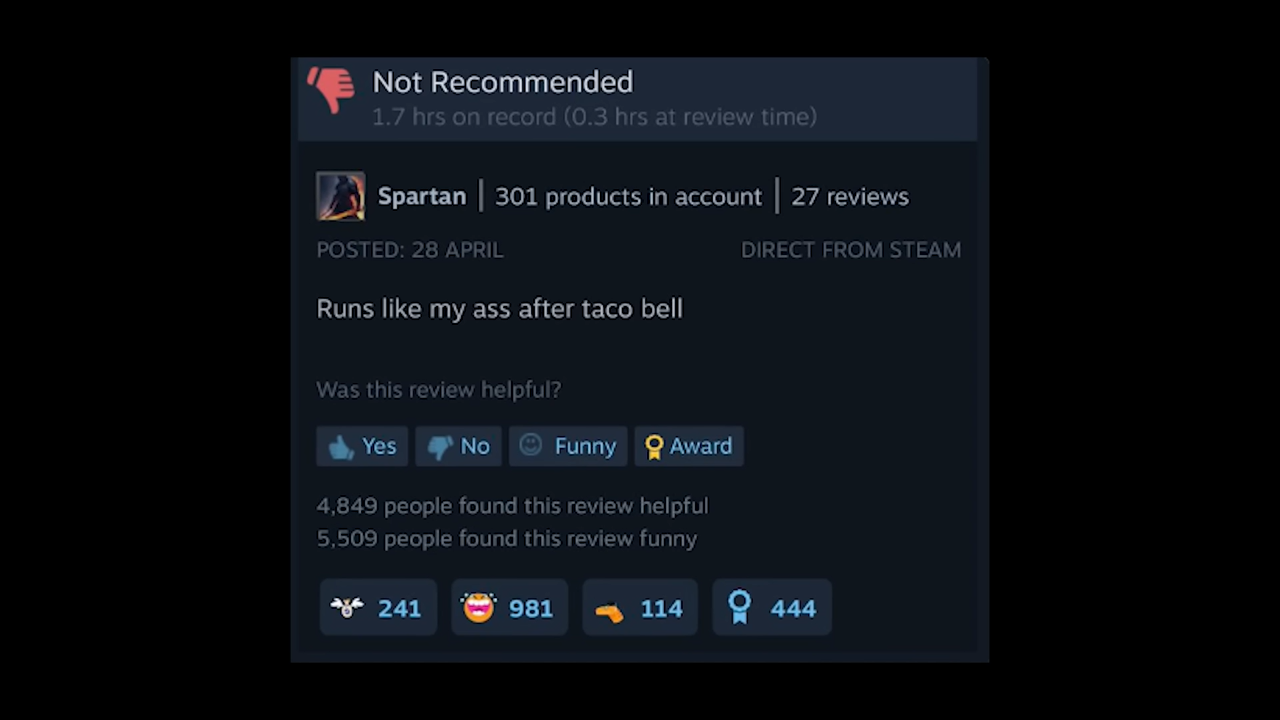 Not Recommended
1.7 hrs on record (0.3 hrs at review time)
Spartan | 301 products in account | 27 reviews
POSTED: 28 APRIL DIRECT FROM STEAM
Runs like my ass after taco bell
Was this review helpful?
Yes No Funny Award
4,849 people found this review helpful
5,509 people found this review funny
241 981 114 444